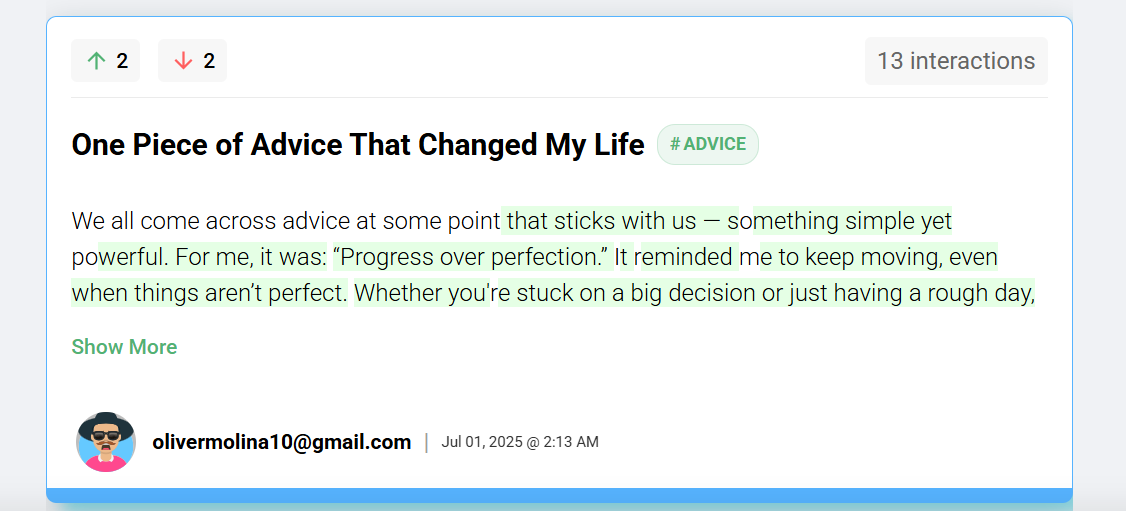 2 2 13 interactions
One Piece of Advice That Changed My Life # ADVICE
We all come across advice at some point that sticks with us — something simple yet
powerful. For me, it was: “Progress over perfection.” It reminded me to keep moving, even
when things aren’t perfect. Whether you're stuck on a big decision or just having a rough day,
Show More
olivermolina10@gmail.com | Jul 01, 2025 @ 2:13 AM